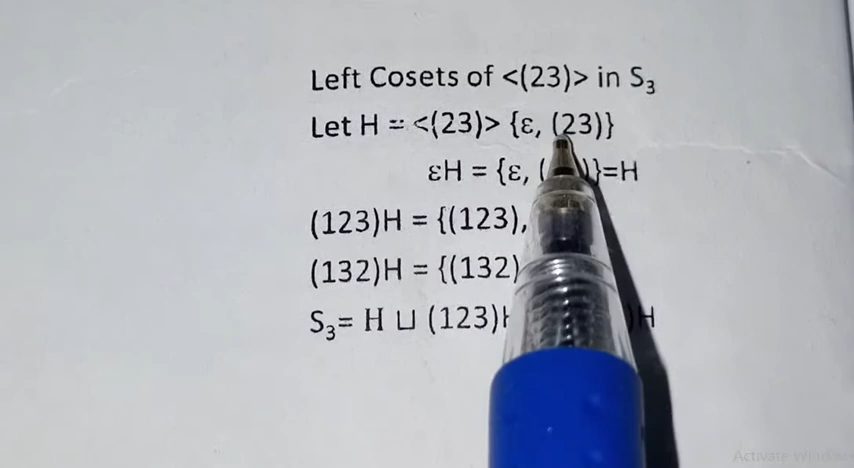 Left Cosets of <(23)> in S₃
Let H = <(23)> {ε, (23)}
εH = {ε, ( )}=H
(123)H = {(123),
(132)H = {(132)
S₃= H ⊔ (123)H )H
Activate Windows